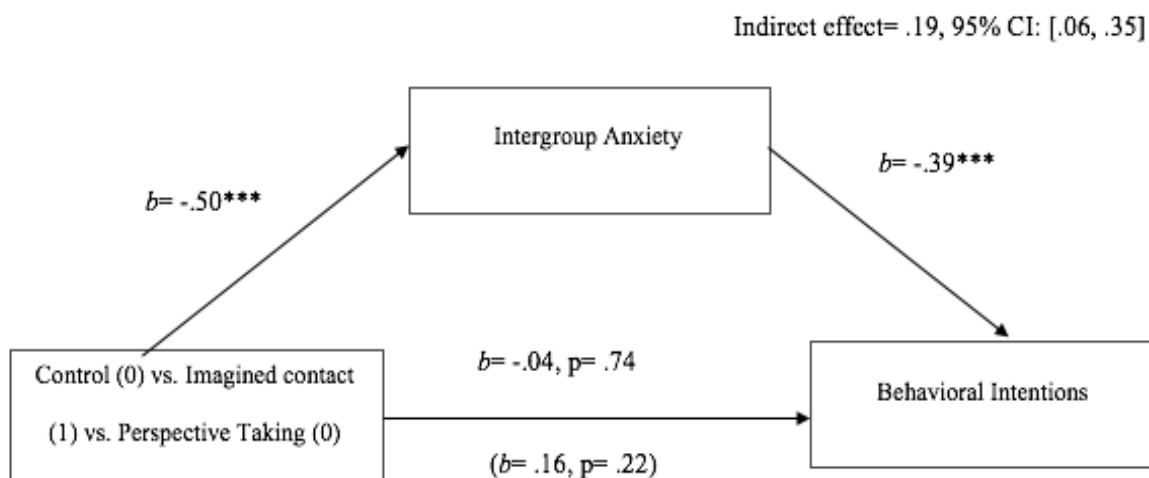 Indirect effect= .19, 95% CI: [.06, .35]
Intergroup Anxiety
b= -.50***
b= -.39***
Control (0) vs. Imagined contact
(1) vs. Perspective Taking (0)
b= -.04, p= .74
(b= .16, p= .22)
Behavioral Intentions